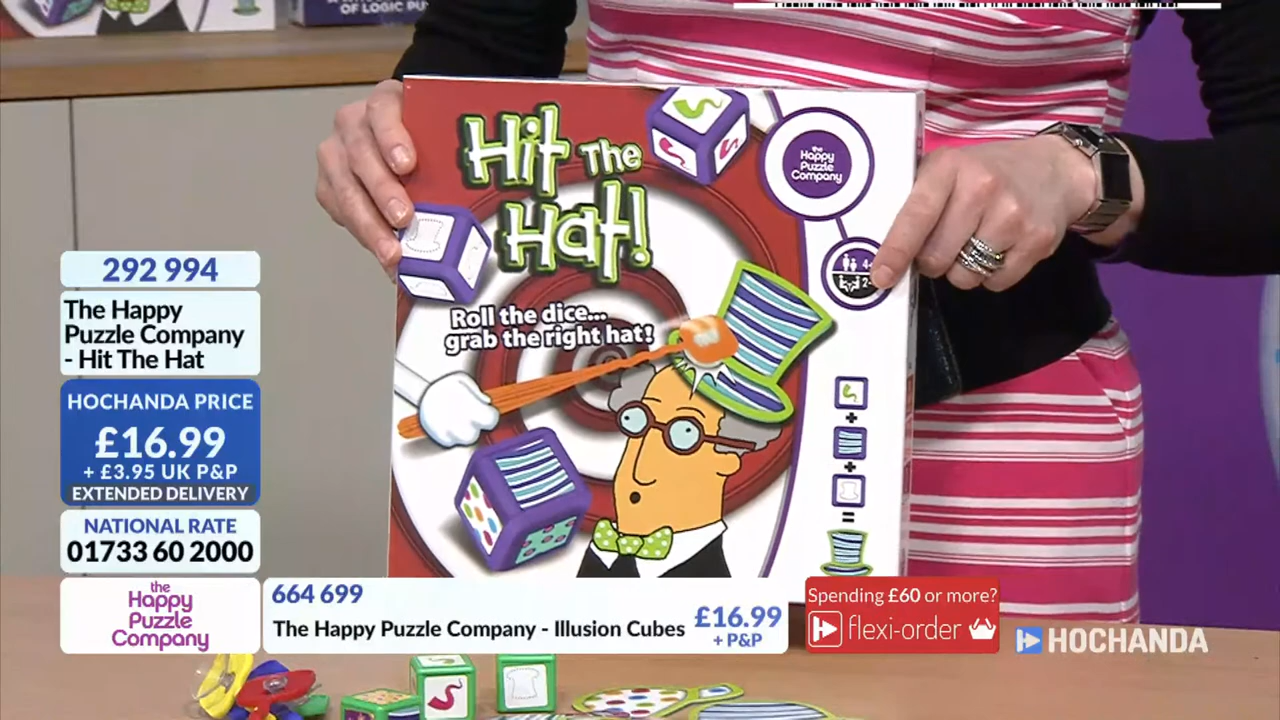 OF LOGIC
Hit The
Hat!
the
Happy
Puzzle
Company
Roll the dice...
grab the right hat!
4
2-
+
+
=
292 994
The Happy
Puzzle Company
- Hit The Hat
HOCHANDA PRICE
£16.99
+ £3.95 UK P&P
EXTENDED DELIVERY
NATIONAL RATE
01733 60 2000
the
Happy
Puzzle
Company
664 699
The Happy Puzzle Company - Illusion Cubes
£16.99
+ P&P
Spending £60 or more?
flexi-order
HOCHANDA